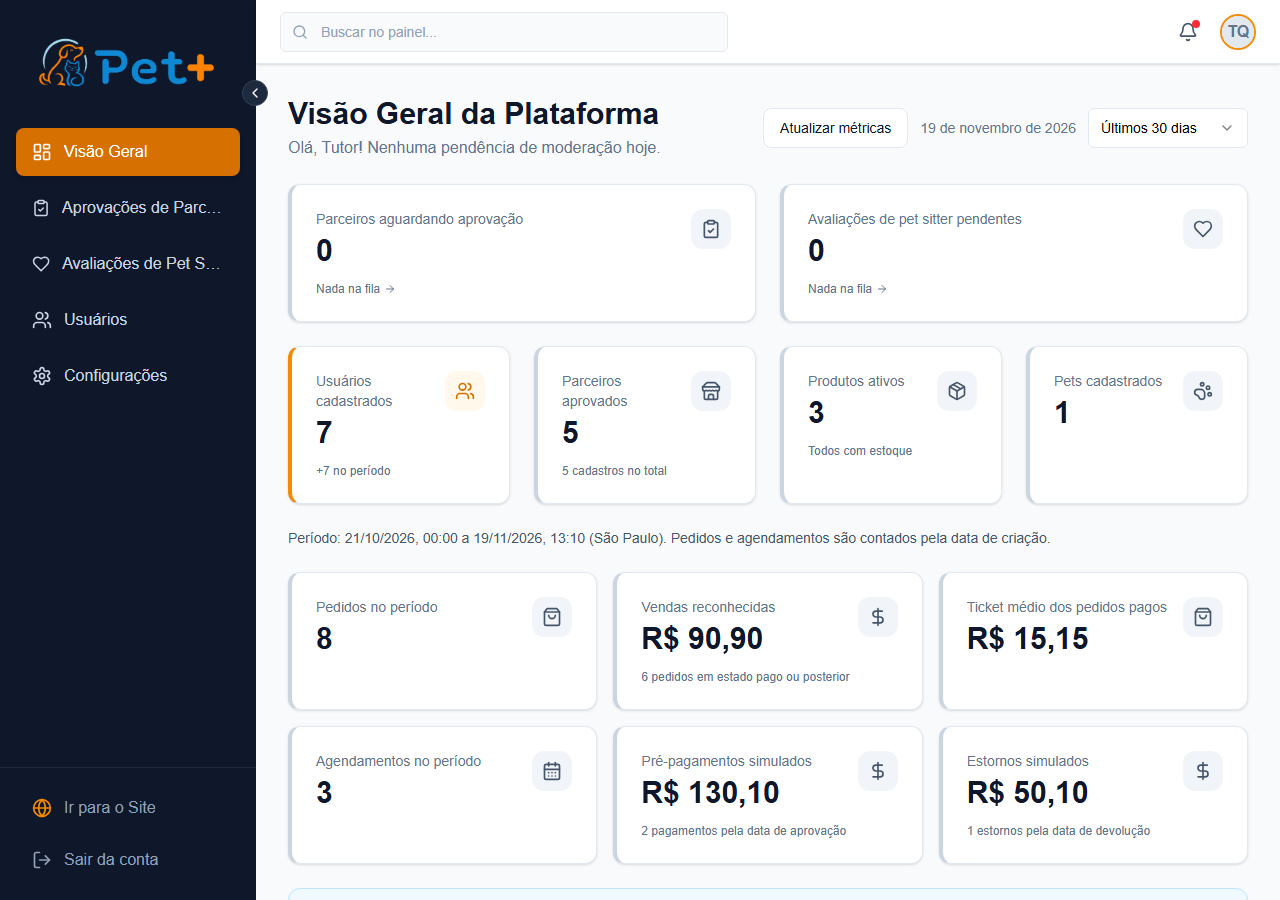 Pet+
Buscar no painel...
TQ
Visão Geral
Aprovações de Parc...
Avaliações de Pet S...
Usuários
Configurações
Ir para o Site
Sair da conta
Visão Geral da Plataforma
Olá, Tutor! Nenhuma pendência de moderação hoje.
Atualizar métricas
19 de novembro de 2026
Últimos 30 dias
Parceiros aguardando aprovação
0
Nada na fila →
Avaliações de pet sitter pendentes
0
Nada na fila →
Usuários
cadastrados
7
+7 no período
Parceiros
aprovados
5
5 cadastros no total
Produtos ativos
3
Todos com estoque
Pets cadastrados
1
Período: 21/10/2026, 00:00 a 19/11/2026, 13:10 (São Paulo). Pedidos e agendamentos são contados pela data de criação.
Pedidos no período
8
Vendas reconhecidas
R$ 90,90
6 pedidos em estado pago ou posterior
Ticket médio dos pedidos pagos
R$ 15,15
Agendamentos no período
3
Pré-pagamentos simulados
R$ 130,10
2 pagamentos pela data de aprovação
Estornos simulados
R$ 50,10
1 estornos pela data de devolução